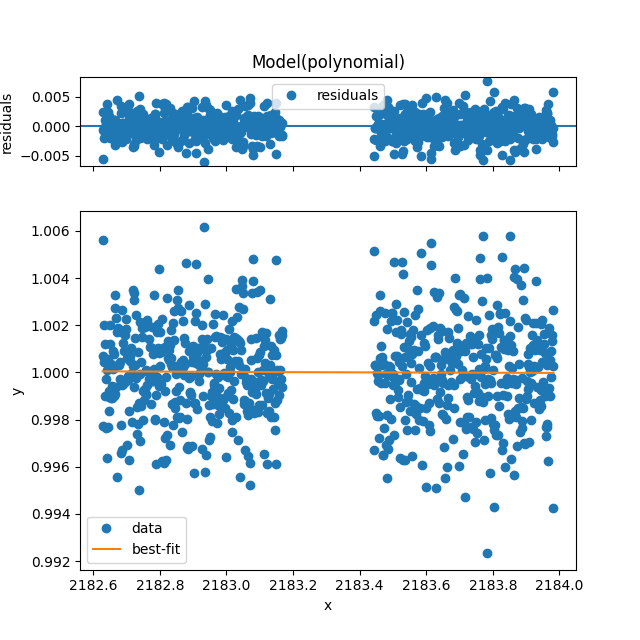 Model(polynomial)
residuals
0.005
0.000
−0.005
residuals
y
1.006
1.004
1.002
1.000
0.998
0.996
0.994
0.992
data
best-fit
2182.6 2182.8 2183.0 2183.2 2183.4 2183.6 2183.8 2184.0
x